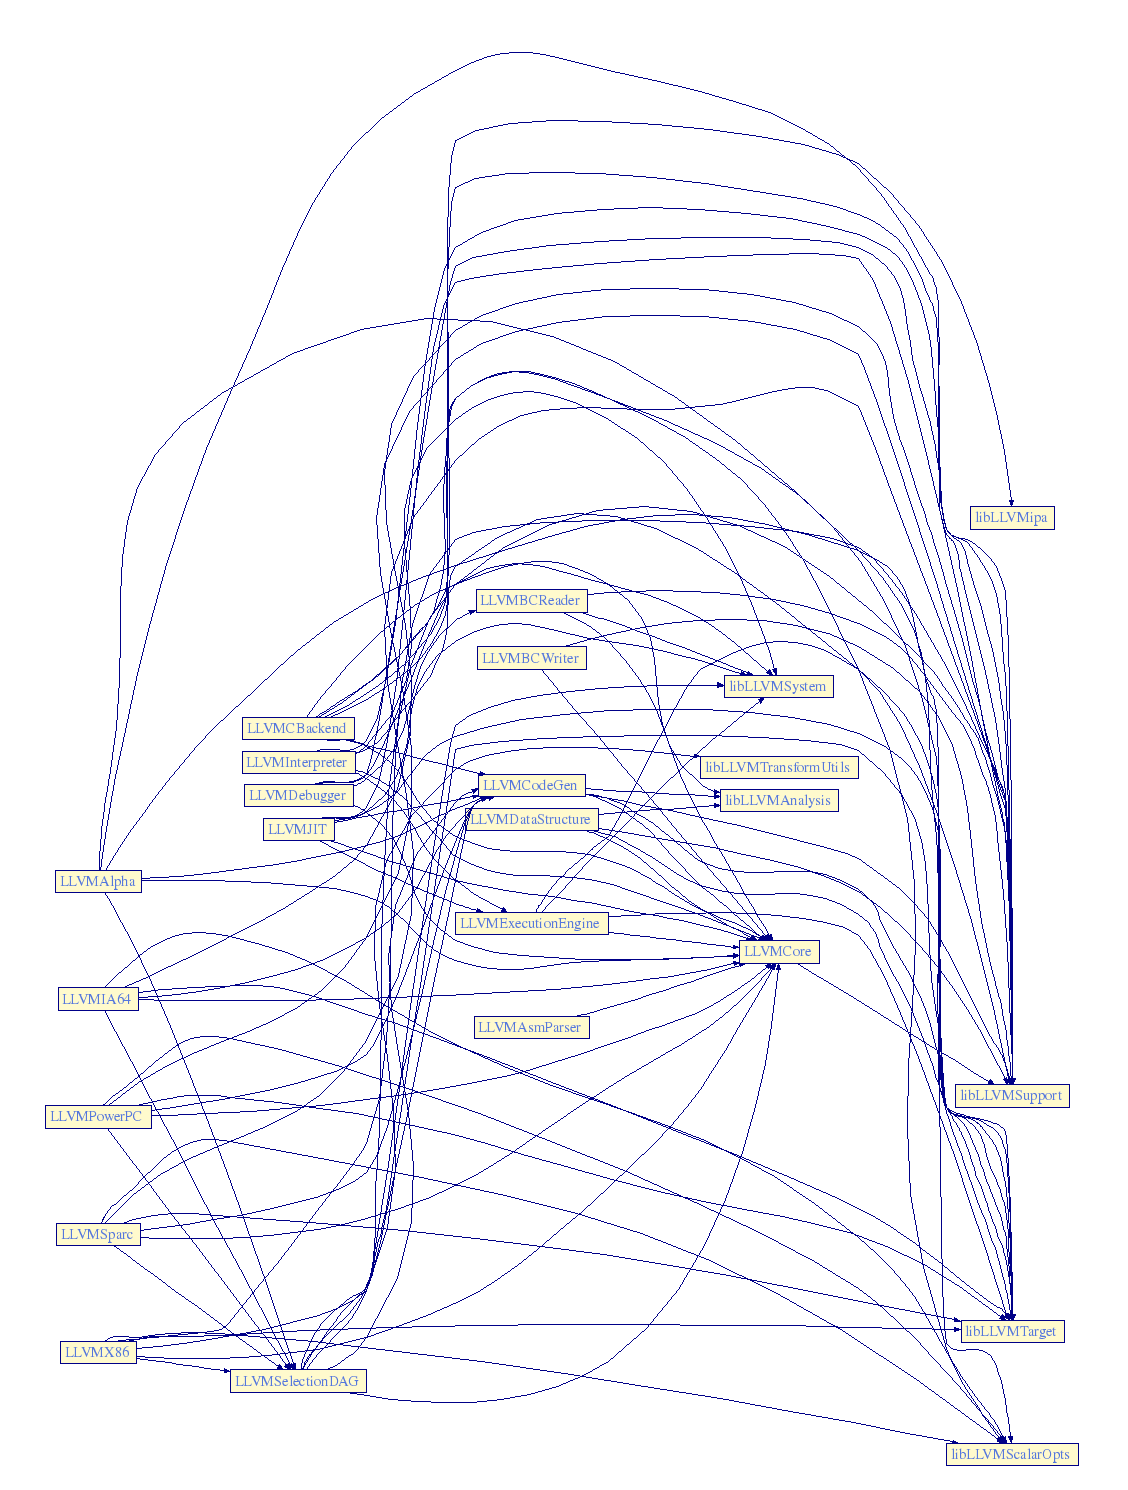 libLLVMipa
LLVMBCReader
LLVMBCWriter
libLLVMSystem
LLVMCBackend
LLVMInterpreter
libLLVMTransformUtils
LLVMCodeGen
LLVMDebugger
libLLVMAnalysis
LLVMDataStructure
LLVMJIT
LLVMAlpha
LLVMExecutionEngine
LLVMCore
LLVMIA64
LLVMAsmParser
libLLVMSupport
LLVMPowerPC
LLVMSparc
libLLVMTarget
LLVMX86
LLVMSelectionDAG
libLLVMScalarOpts